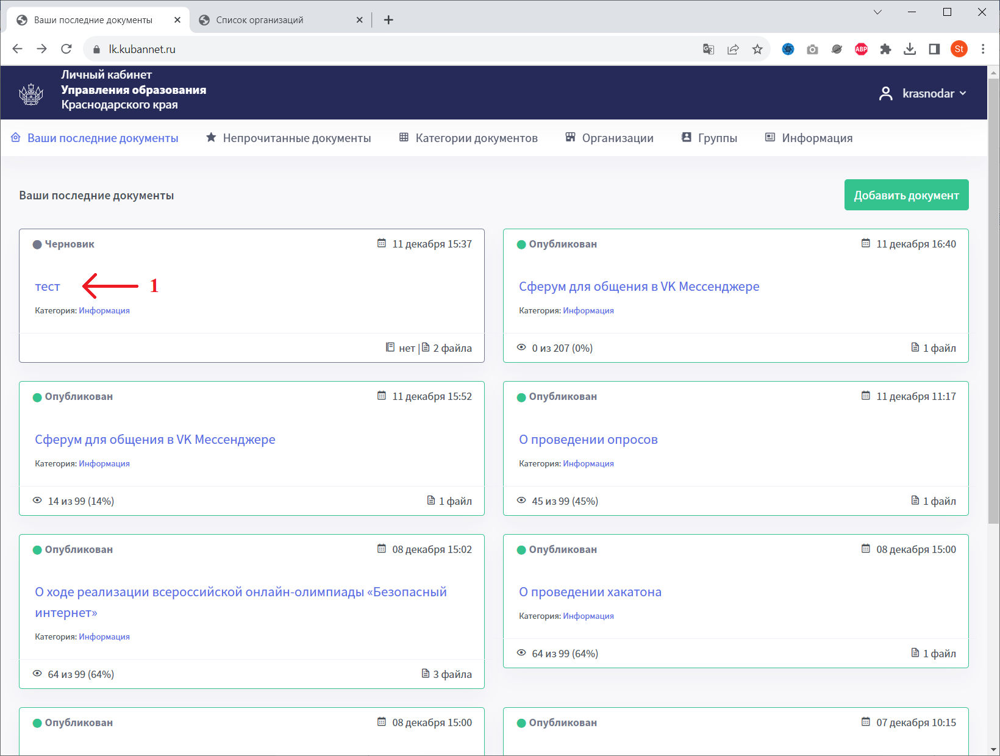 Ваши последние документы
Список организаций
lk.kubannet.ru
ABP
St
Личный кабинет
Управления образования
Краснодарского края
krasnodar
Ваши последние документы
Непрочитанные документы
Категории документов
Организации
Группы
Информация
Ваши последние документы
Добавить документ
Черновик
11 декабря 15:37
тест
1
Категория: Информация
нет | 2 файла
Опубликован
11 декабря 16:40
Сферум для общения в VK Мессенджере
Категория: Информация
0 из 207 (0%)
1 файл
Опубликован
11 декабря 15:52
Сферум для общения в VK Мессенджере
Категория: Информация
14 из 99 (14%)
1 файл
Опубликован
11 декабря 11:17
О проведении опросов
Категория: Информация
45 из 99 (45%)
1 файл
Опубликован
08 декабря 15:02
О ходе реализации всероссийской онлайн-олимпиады «Безопасный
интернет»
Категория: Информация
64 из 99 (64%)
3 файла
Опубликован
08 декабря 15:00
О проведении хакатона
Категория: Информация
64 из 99 (64%)
1 файл
Опубликован
08 декабря 15:00
Опубликован
07 декабря 10:15